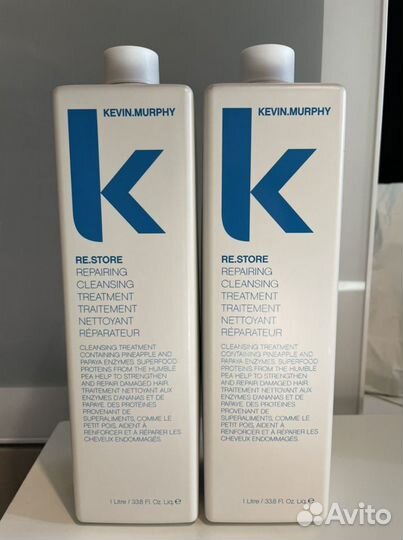 KEVIN.MURPHY
k
RE.STORE
REPAIRING
CLEANSING
TREATMENT
TRAITEMENT
NETTOYANT
RÉPARATEUR
CLEANSING TREATMENT
CONTAINING PINEAPPLE AND
PAPAYA ENZYMES. SUPERFOOD
PROTEINS FROM THE HUMBLE
PEA HELP TO STRENGTHEN
AND REPAIR DAMAGED HAIR.
TRAITEMENT NETTOYANT AUX
ENZYMES D'ANANAS ET DE
PAPAYE. DES PROTÉINES
PROVENANT DE
SUPERALIMENTS, COMME LE
PETIT POIS, AIDENT À
RENFORCER ET À RÉPARER LES
CHEVEUX ENDOMMAGÉS.
1 Litre / 33.8 Fl. Oz. Liq. ℮
KEVIN.MURPHY
k
RE.STORE
REPAIRING
CLEANSING
TREATMENT
TRAITEMENT
NETTOYANT
RÉPARATEUR
CLEANSING TREATMENT
CONTAINING PINEAPPLE AND
PAPAYA ENZYMES. SUPERFOOD
PROTEINS FROM THE HUMBLE
PEA HELP TO STRENGTHEN
AND REPAIR DAMAGED HAIR.
TRAITEMENT NETTOYANT AUX
ENZYMES D'ANANAS ET DE
PAPAYE. DES PROTÉINES
PROVENANT DE
SUPERALIMENTS, COMME LE
PETIT POIS, AIDENT À
RENFORCER ET À RÉPARER LES
CHEVEUX ENDOMMAGÉS.
1 Litre / 33.8 Fl. Oz. Liq. ℮
Avito